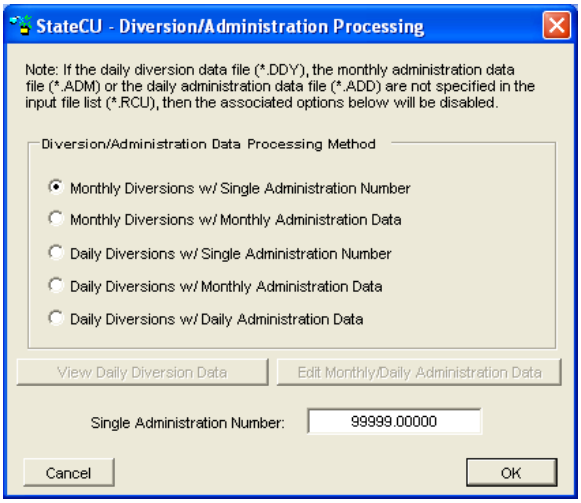 StateCU - Diversion/Administration Processing
Note: If the daily diversion data file (*.DDY), the monthly administration data
file (*.ADM) or the daily administration data file (*.ADD) are not specified in the
input file list (*.RCU), then the associated options below will be disabled.
Diversion/Administration Data Processing Method
Monthly Diversions w/ Single Administration Number
Monthly Diversions w/ Monthly Administration Data
Daily Diversions w/ Single Administration Number
Daily Diversions w/ Monthly Administration Data
Daily Diversions w/ Daily Administration Data
View Daily Diversion Data Edit Monthly/Daily Administration Data
Single Administration Number: 99999.00000
Cancel OK